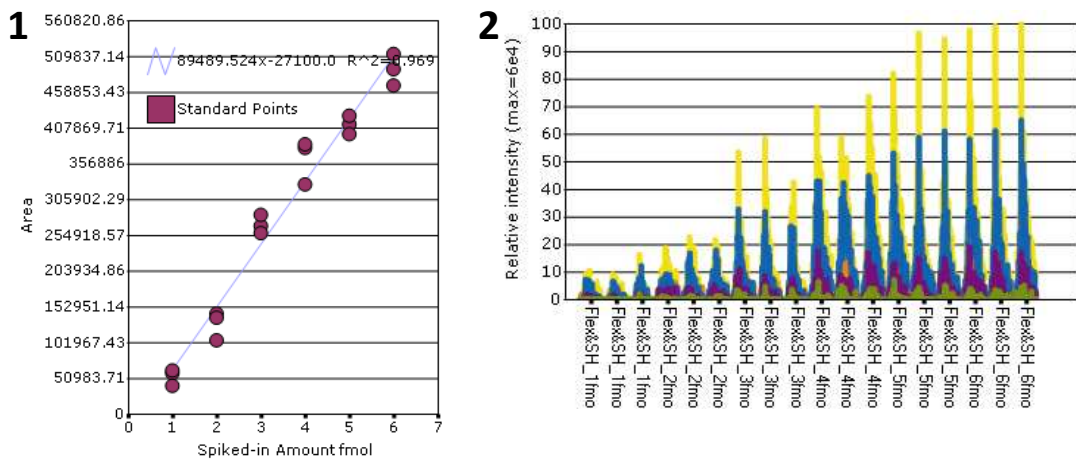 1
560820.86
509837.14
458853.43
407869.71
356886
305902.29
254918.57
203934.86
152951.14
101967.43
50983.71
0
Area
89489.524x-27100.0 R^2=0.969
Standard Points
0 1 2 3 4 5 6 7
Spiked-in Amount fmol
2
Relative intensity (max=6e4)
100
90
80
70
60
50
40
30
20
10
0
Flex&SH_1fmo
Flex&SH_1fmo
Flex&SH_1fmo
Flex&SH_2fmo
Flex&SH_2fmo
Flex&SH_2fmo
Flex&SH_3fmo
Flex&SH_3fmo
Flex&SH_3fmo
Flex&SH_4fmo
Flex&SH_4fmo
Flex&SH_4fmo
Flex&SH_5fmo
Flex&SH_5fmo
Flex&SH_5fmo
Flex&SH_6fmo
Flex&SH_6fmo
Flex&SH_6fmo